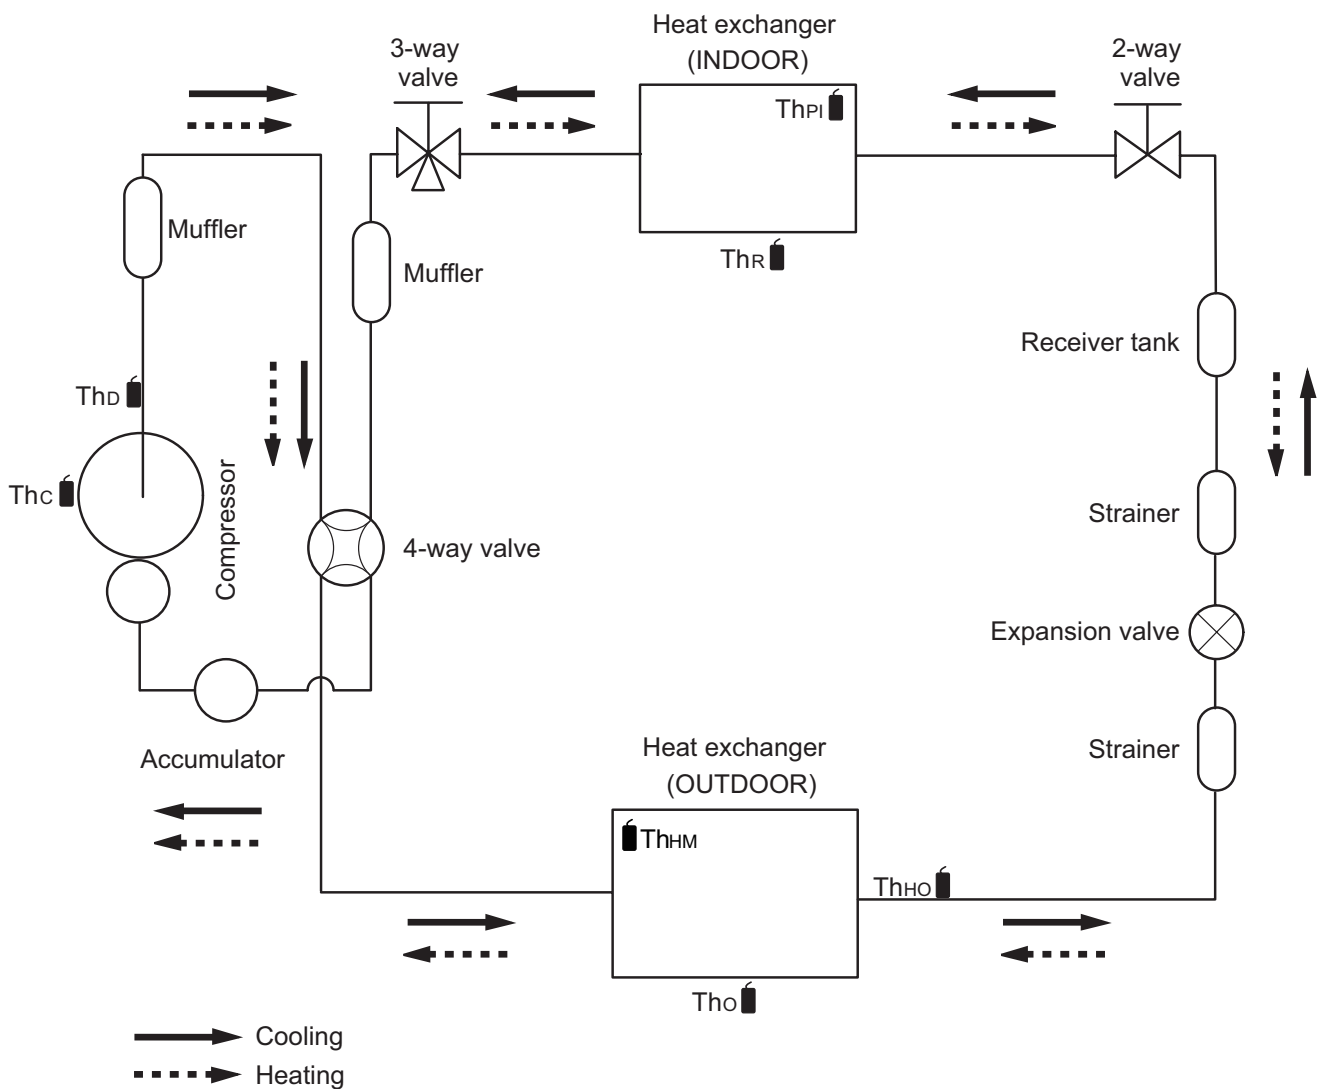 Heat exchanger
(INDOOR)
3-way
valve
2-way
valve
ThPI
Muffler
ThR
Muffler
Receiver tank
ThD
ThC
Compressor
Strainer
4-way valve
Expansion valve
Strainer
Accumulator
Heat exchanger
(OUTDOOR)
ThHM
ThHO
ThO
Cooling
Heating